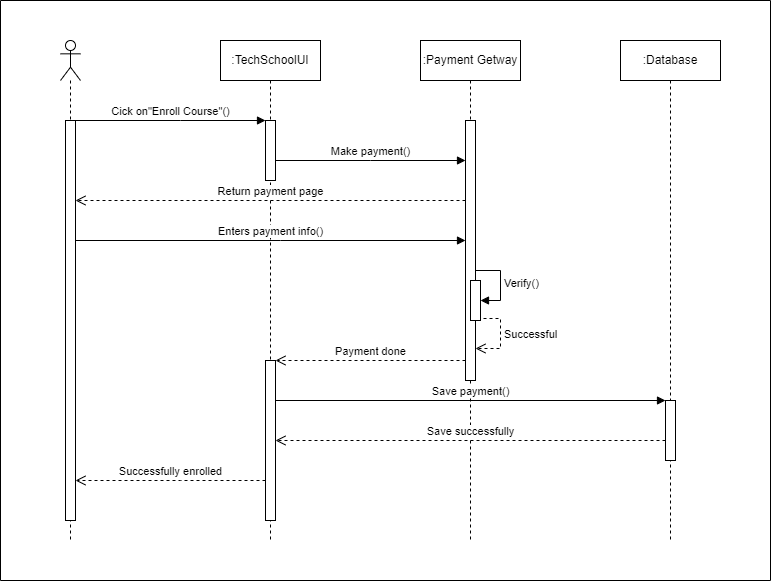 :TechSchoolUI
:Payment Getway
:Database
Cick on"Enroll Course"()
Make payment()
Return payment page
Enters payment info()
Verify()
Successful
Payment done
Save payment()
Save successfully
Successfully enrolled